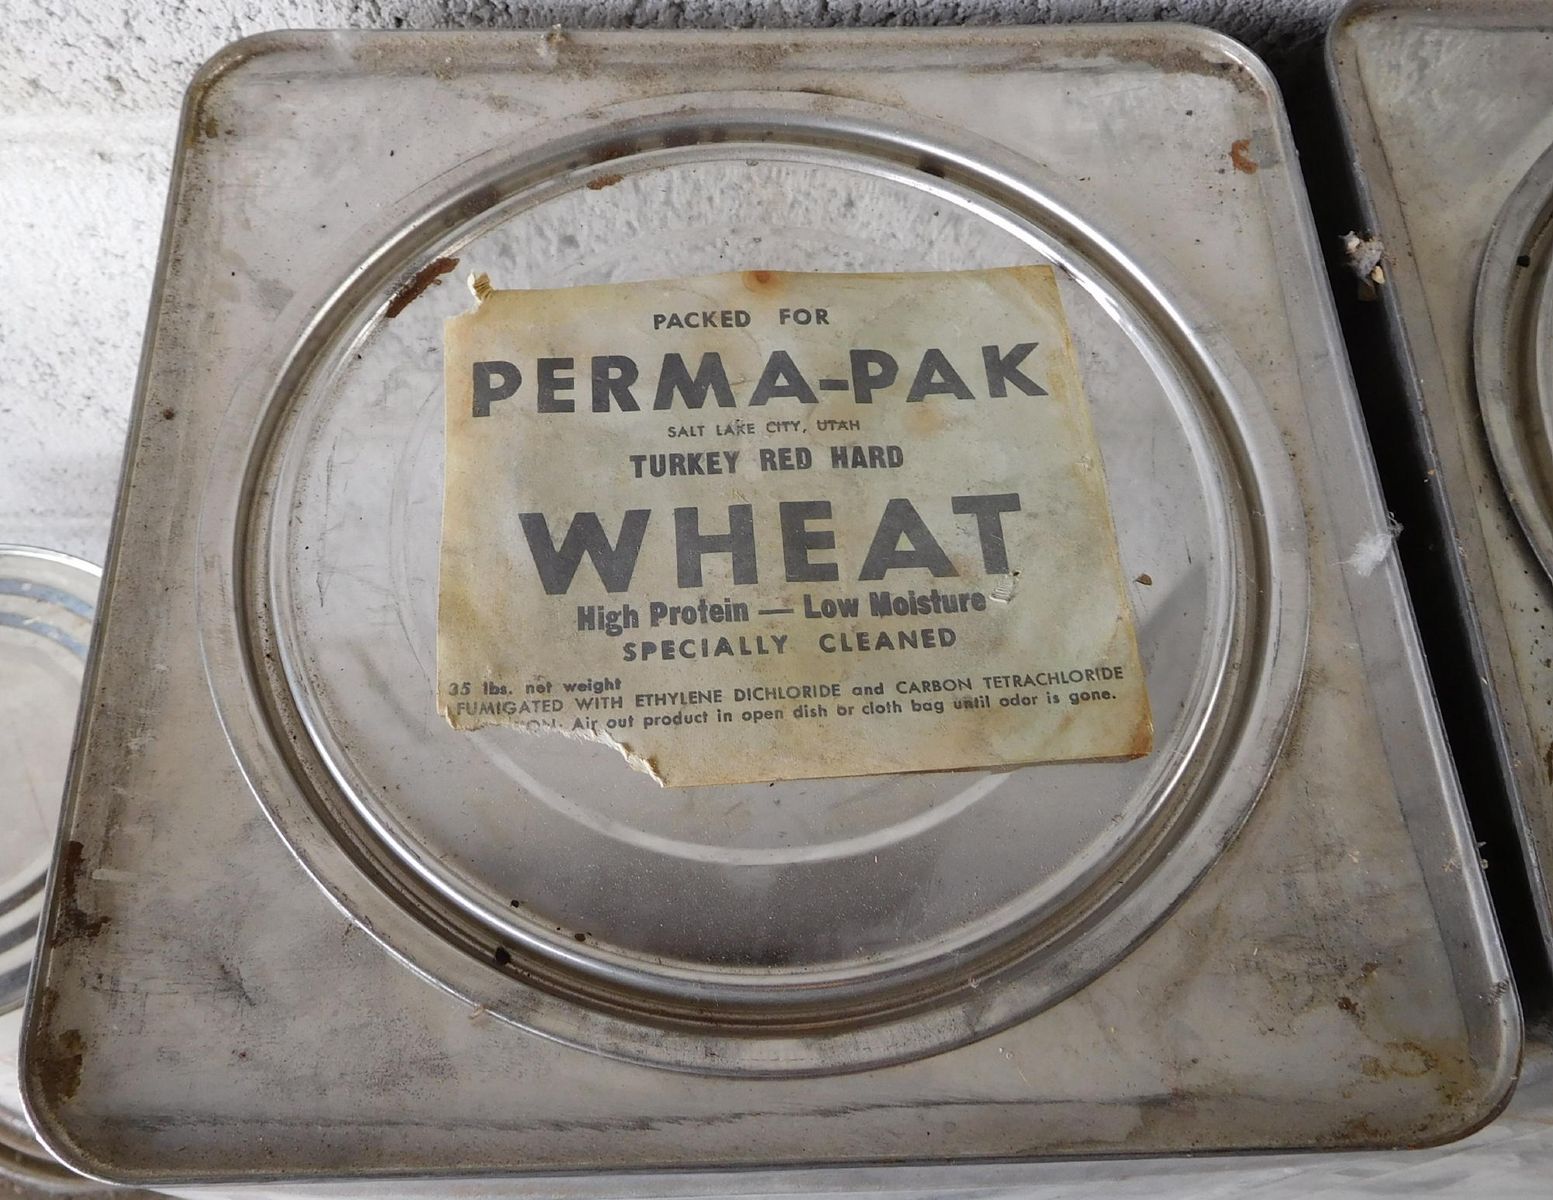 PACKED FOR
PERMA-PAK
SALT LAKE CITY, UTAH
TURKEY RED HARD
WHEAT
High Protein — Low Moisture
SPECIALLY CLEANED
35 lbs. net weight
FUMIGATED WITH ETHYLENE DICHLORIDE and CARBON TETRACHLORIDE
Air out product in open dish or cloth bag until odor is gone.